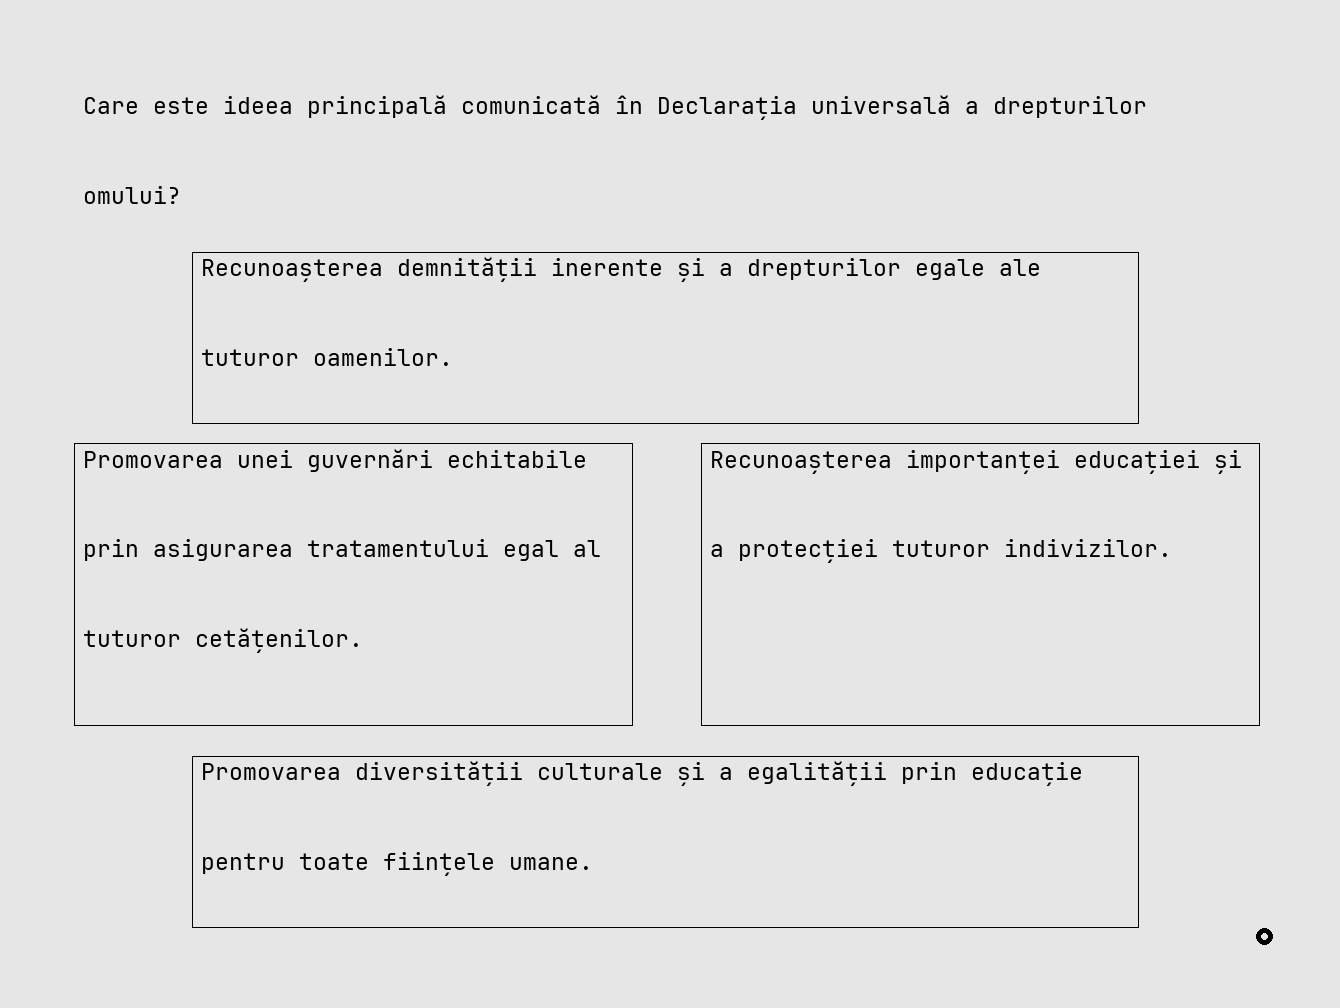 Care este ideea principală comunicată în Declarația universală a drepturilor
omului?
Recunoașterea demnității inerente și a drepturilor egale ale
tuturor oamenilor.
Promovarea unei guvernări echitabile
prin asigurarea tratamentului egal al
tuturor cetățenilor.
Recunoașterea importanței educației și
a protecției tuturor indivizilor.
Promovarea diversității culturale și a egalității prin educație
pentru toate ființele umane.